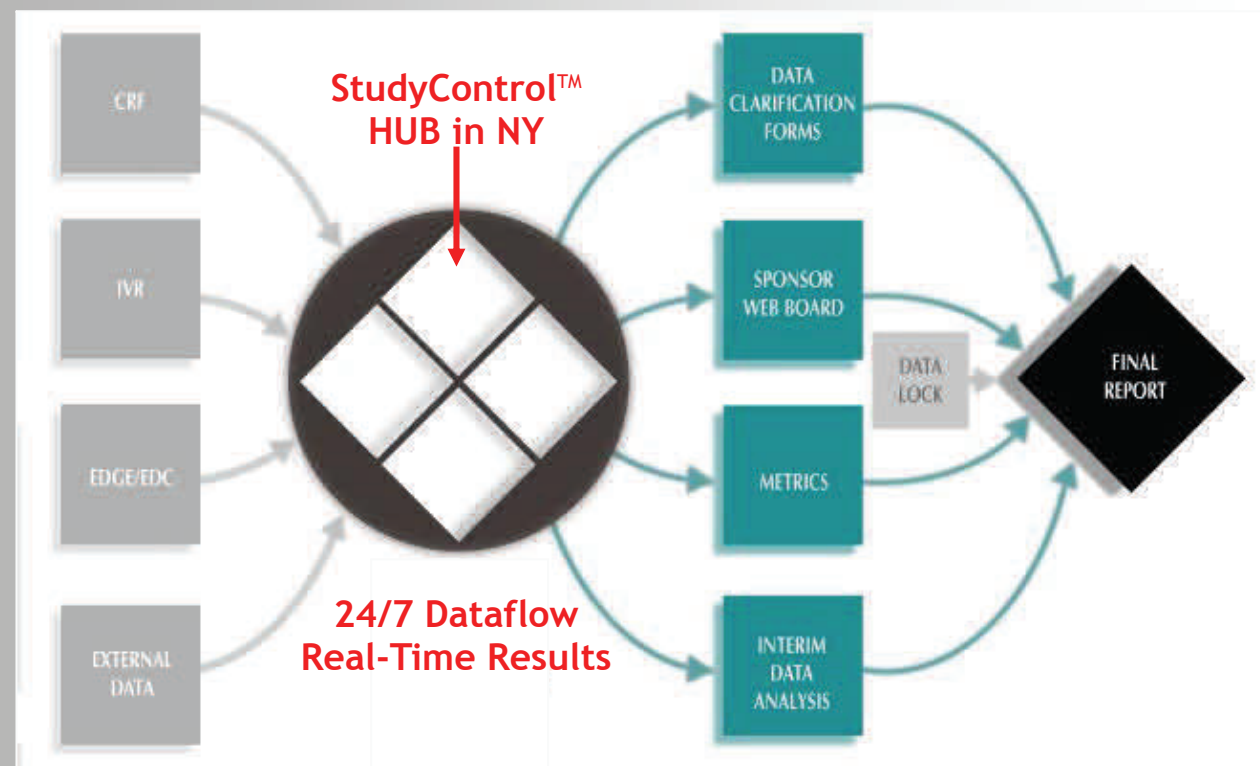 CRF
IVR
EDGE/EDC
EXTERNAL
DATA
StudyControl™
HUB in NY
24/7 Dataflow
Real-Time Results
DATA
CLARIFICATION
FORMS
SPONSOR
WEB BOARD
METRICS
INTERIM
DATA
ANALYSIS
DATA
LOCK
FINAL
REPORT